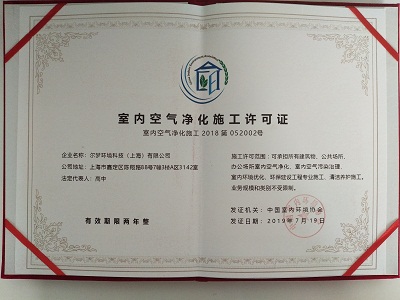 室内空气净化施工许可证
室内空气净化施工 2018 第 052002号
企业名称：尔梦环境科技（上海）有限公司
公司地址：上海市嘉定区陈翔路88号7幢3楼A区3142室
法定代表人：高中
有效期限两年整
施工许可范围：可承担所有建筑物、公共场所、
办公场所室内空气净化、室内空气污染治理、
室内环境优化、环保建设工程专业施工、清洁养护施工。
业务规模和类别不受限制。
发证机关：中国室内环境协会
发证日期：2019年7月19日